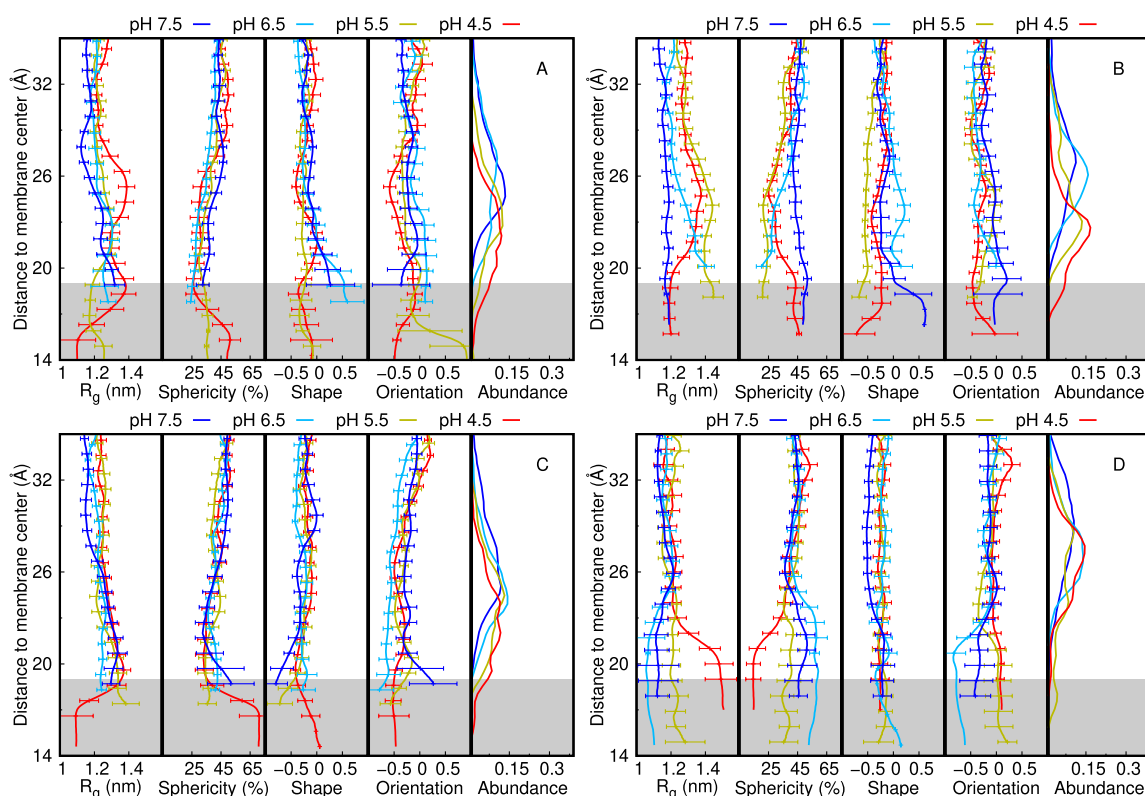 pH 7.5 pH 6.5 pH 5.5 pH 4.5
A
32
26
20
14
Distance to membrane center (Å)
1 1.2 1.4
25 45 65
−0.5 0 0.5
−0.5 0 0.5
0.15 0.3
Rg (nm) Sphericity (%) Shape Orientation Abundance
pH 7.5 pH 6.5 pH 5.5 pH 4.5
B
32
26
20
14
Distance to membrane center (Å)
1 1.2 1.4
25 45 65
−0.5 0 0.5
−0.5 0 0.5
0.15 0.3
Rg (nm) Sphericity (%) Shape Orientation Abundance
pH 7.5 pH 6.5 pH 5.5 pH 4.5
C
32
26
20
14
Distance to membrane center (Å)
1 1.2 1.4
25 45 65
−0.5 0 0.5
−0.5 0 0.5
0.15 0.3
Rg (nm) Sphericity (%) Shape Orientation Abundance
pH 7.5 pH 6.5 pH 5.5 pH 4.5
D
32
26
20
14
Distance to membrane center (Å)
1 1.2 1.4
25 45 65
−0.5 0 0.5
−0.5 0 0.5
0.15 0.3
Rg (nm) Sphericity (%) Shape Orientation Abundance